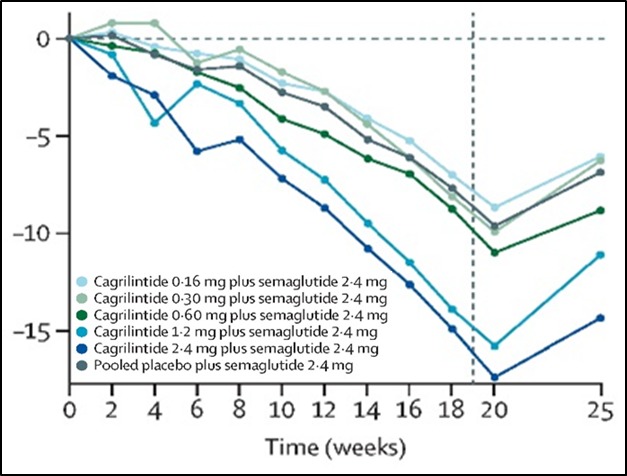 0
−5
−10
−15
Cagrilintide 0·16 mg plus semaglutide 2·4 mg
Cagrilintide 0·30 mg plus semaglutide 2·4 mg
Cagrilintide 0·60 mg plus semaglutide 2·4 mg
Cagrilintide 1·2 mg plus semaglutide 2·4 mg
Cagrilintide 2·4 mg plus semaglutide 2·4 mg
Pooled placebo plus semaglutide 2·4 mg
0 2 4 6 8 10 12 14 16 18 20 25
Time (weeks)